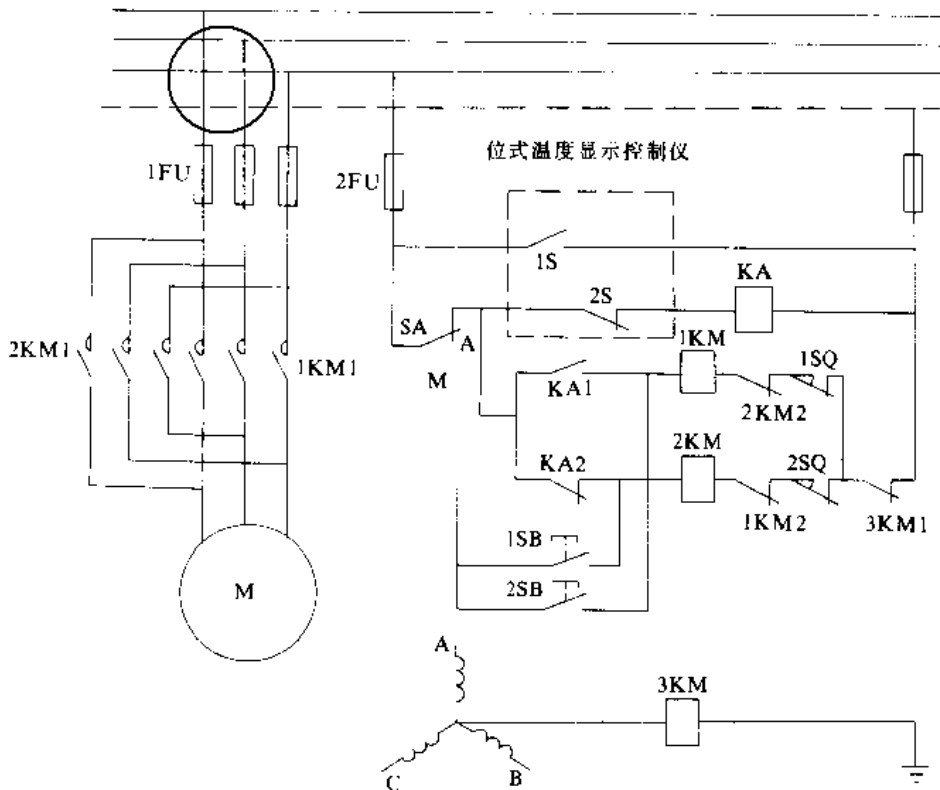 1FU
2FU
位式温度显示控制仪
1S
KA
SA
A
2S
M
1KM
1SQ
2KM1
1KM1
KA1
2KM2
KA2
2KM
2SQ
1KM2
3KM1
1SB
2SB
M
A
3KM
C
B